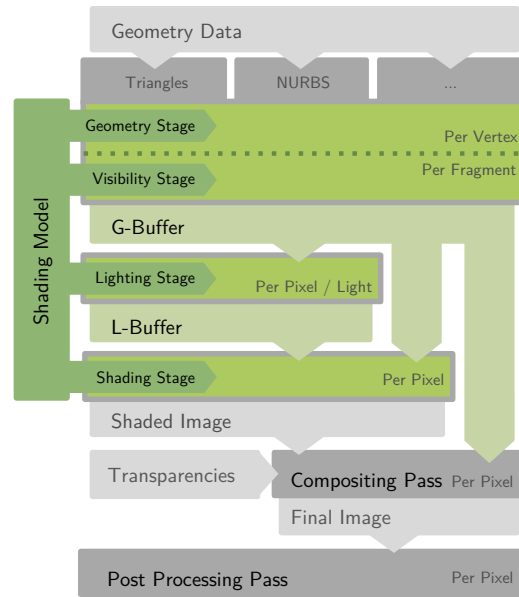 Geometry Data
Triangles
NURBS
...
Shading Model
Geometry Stage
Per Vertex
Visibility Stage
Per Fragment
G-Buffer
Lighting Stage
Per Pixel / Light
L-Buffer
Shading Stage
Per Pixel
Shaded Image
Transparencies
Compositing Pass
Per Pixel
Final Image
Post Processing Pass
Per Pixel